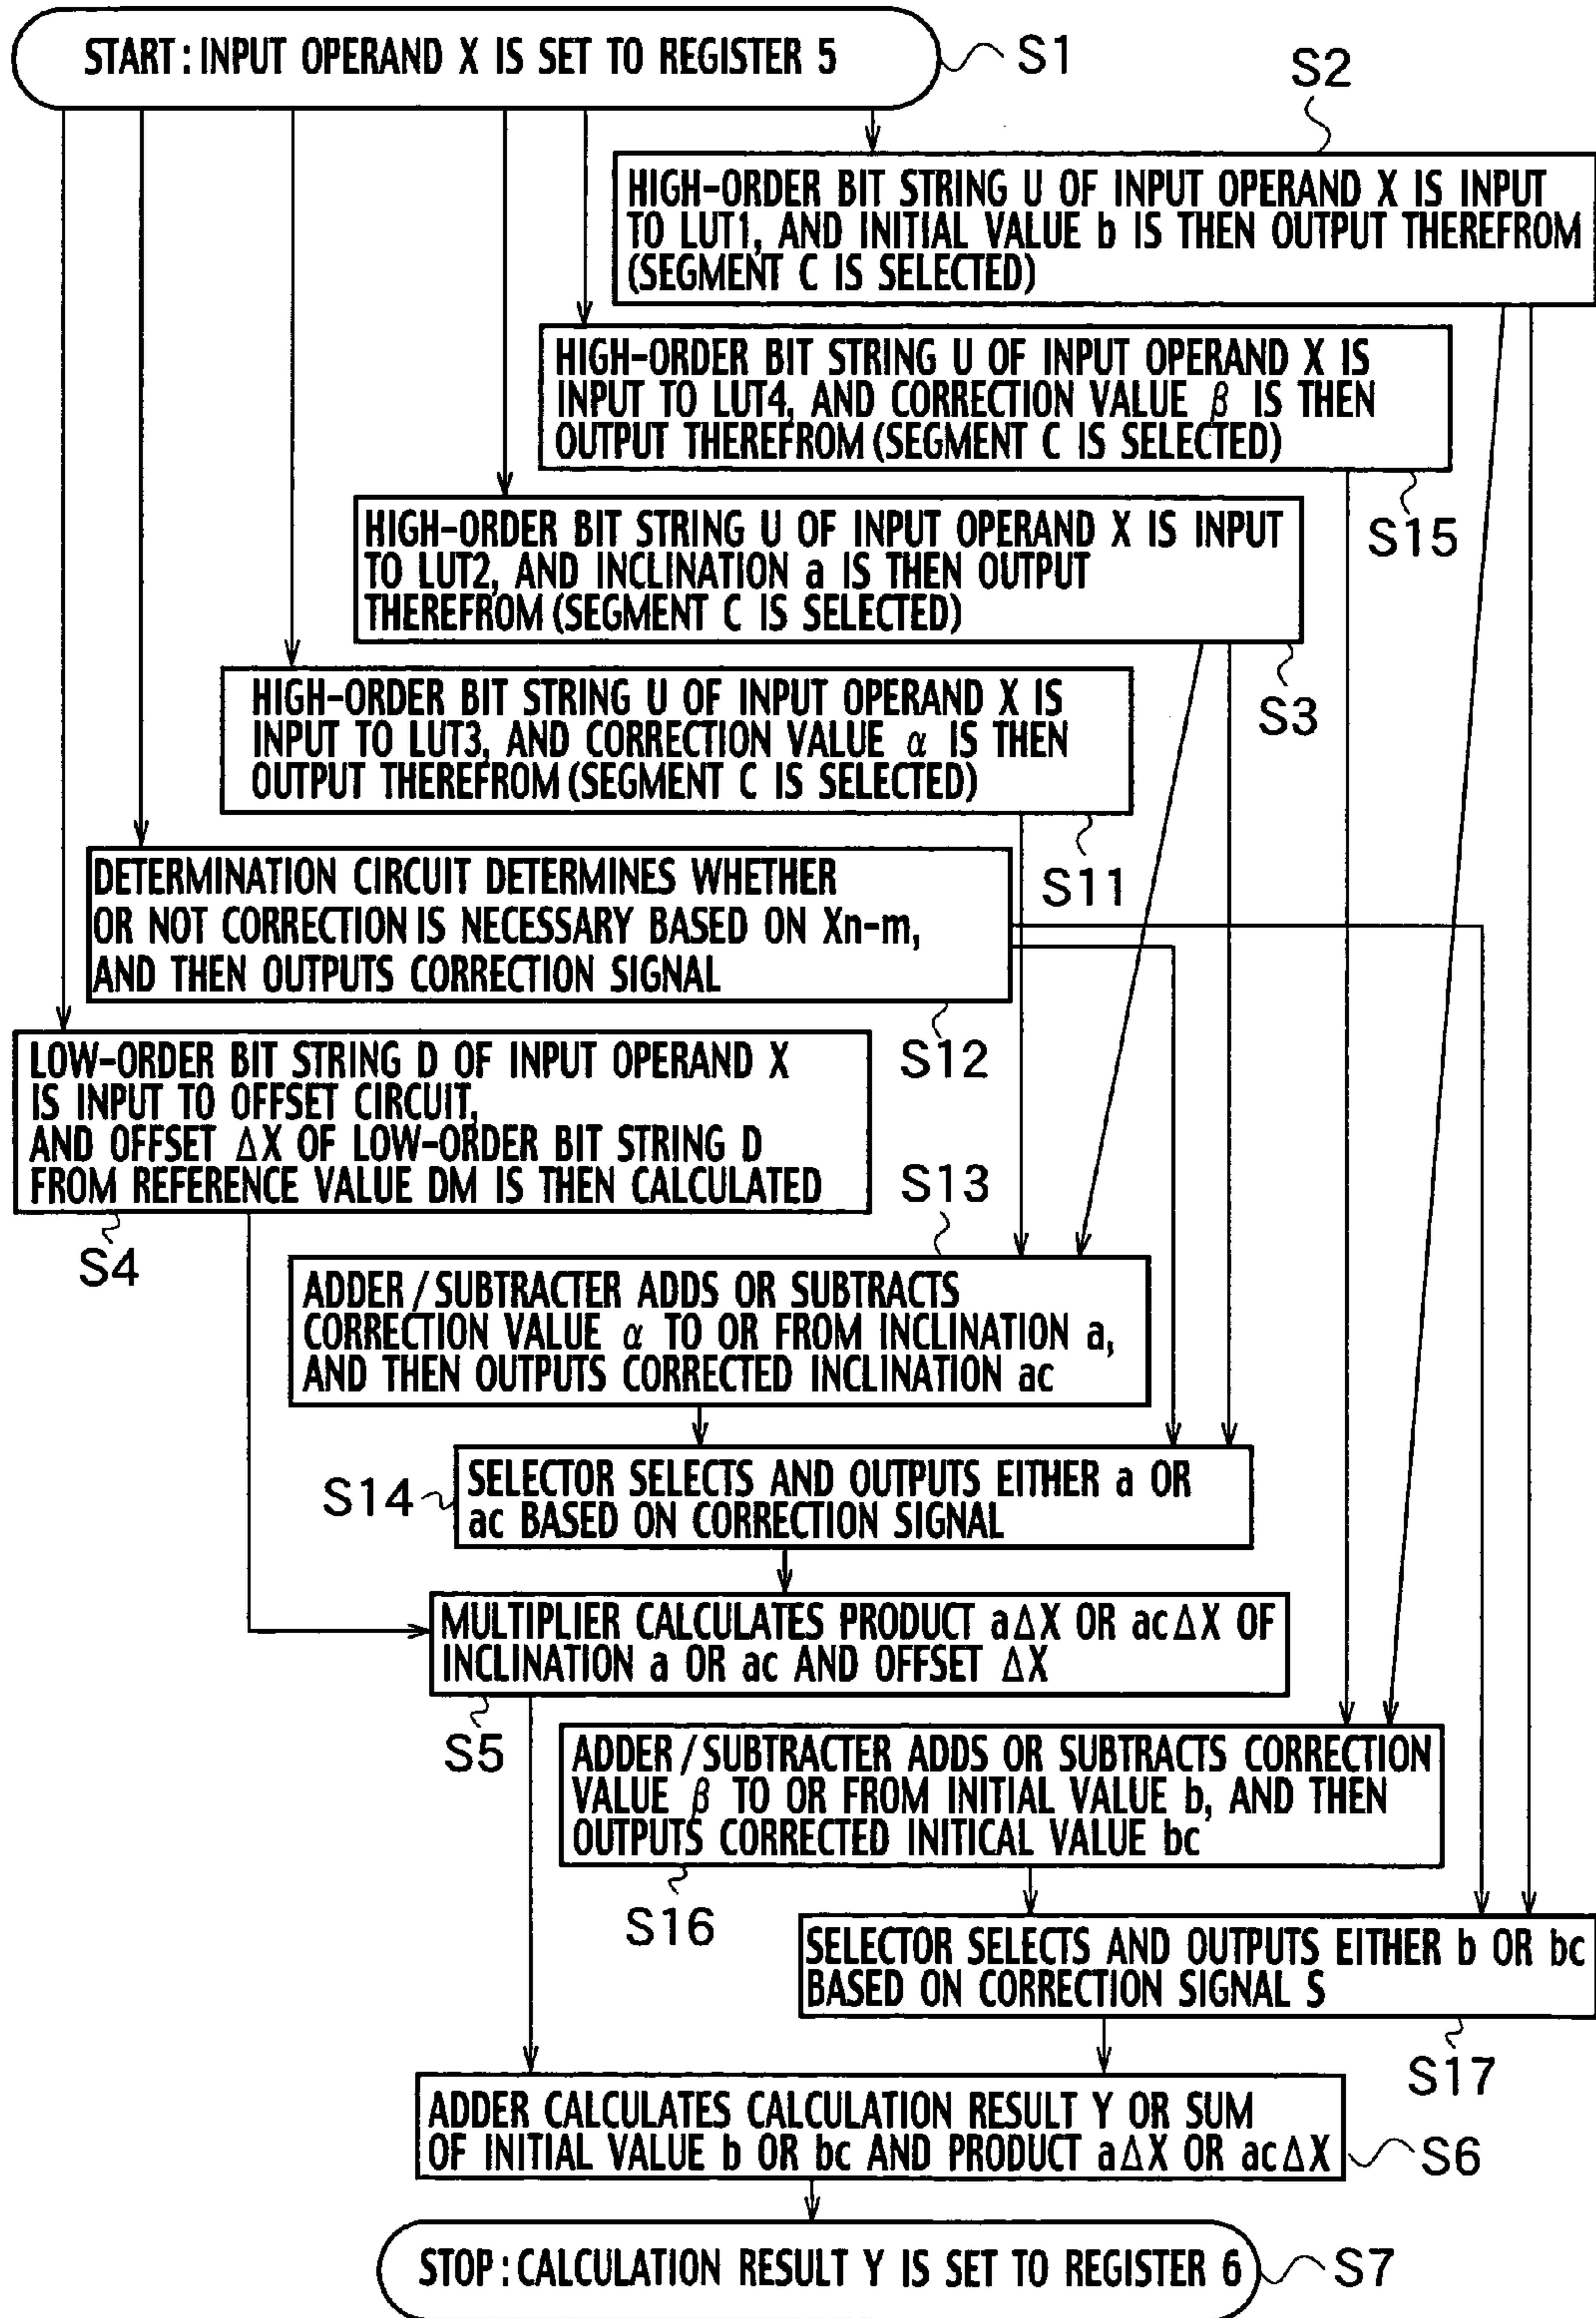 START: INPUT OPERAND X IS SET TO REGISTER 5
S1
S2
HIGH-ORDER BIT STRING U OF INPUT OPERAND X IS INPUT
TO LUT1, AND INITIAL VALUE b IS THEN OUTPUT THEREFROM
(SEGMENT C IS SELECTED)
HIGH-ORDER BIT STRING U OF INPUT OPERAND X IS
INPUT TO LUT4, AND CORRECTION VALUE β IS THEN
OUTPUT THEREFROM (SEGMENT C IS SELECTED)
S15
HIGH-ORDER BIT STRING U OF INPUT OPERAND X IS INPUT
TO LUT2, AND INCLINATION a IS THEN OUTPUT
THEREFROM (SEGMENT C IS SELECTED)
S3
HIGH-ORDER BIT STRING U OF INPUT OPERAND X IS
INPUT TO LUT3, AND CORRECTION VALUE α IS THEN
OUTPUT THEREFROM (SEGMENT C IS SELECTED)
S11
DETERMINATION CIRCUIT DETERMINES WHETHER
OR NOT CORRECTION IS NECESSARY BASED ON Xn-m,
AND THEN OUTPUTS CORRECTION SIGNAL
S12
LOW-ORDER BIT STRING D OF INPUT OPERAND X
IS INPUT TO OFFSET CIRCUIT,
AND OFFSET ΔX OF LOW-ORDER BIT STRING D
FROM REFERENCE VALUE DM IS THEN CALCULATED
S4
S13
ADDER/SUBTRACTER ADDS OR SUBTRACTS
CORRECTION VALUE α TO OR FROM INCLINATION a,
AND THEN OUTPUTS CORRECTED INCLINATION ac
S14
SELECTOR SELECTS AND OUTPUTS EITHER a OR
ac BASED ON CORRECTION SIGNAL
MULTIPLIER CALCULATES PRODUCT aΔX OR acΔX OF
INCLINATION a OR ac AND OFFSET ΔX
S5
ADDER/SUBTRACTER ADDS OR SUBTRACTS CORRECTION
VALUE β TO OR FROM INITIAL VALUE b, AND THEN
OUTPUTS CORRECTED INITICAL VALUE bc
S16
SELECTOR SELECTS AND OUTPUTS EITHER b OR bc
BASED ON CORRECTION SIGNAL S
S17
ADDER CALCULATES CALCULATION RESULT Y OR SUM
OF INITIAL VALUE b OR bc AND PRODUCT aΔX OR acΔX
S6
STOP: CALCULATION RESULT Y IS SET TO REGISTER 6
S7